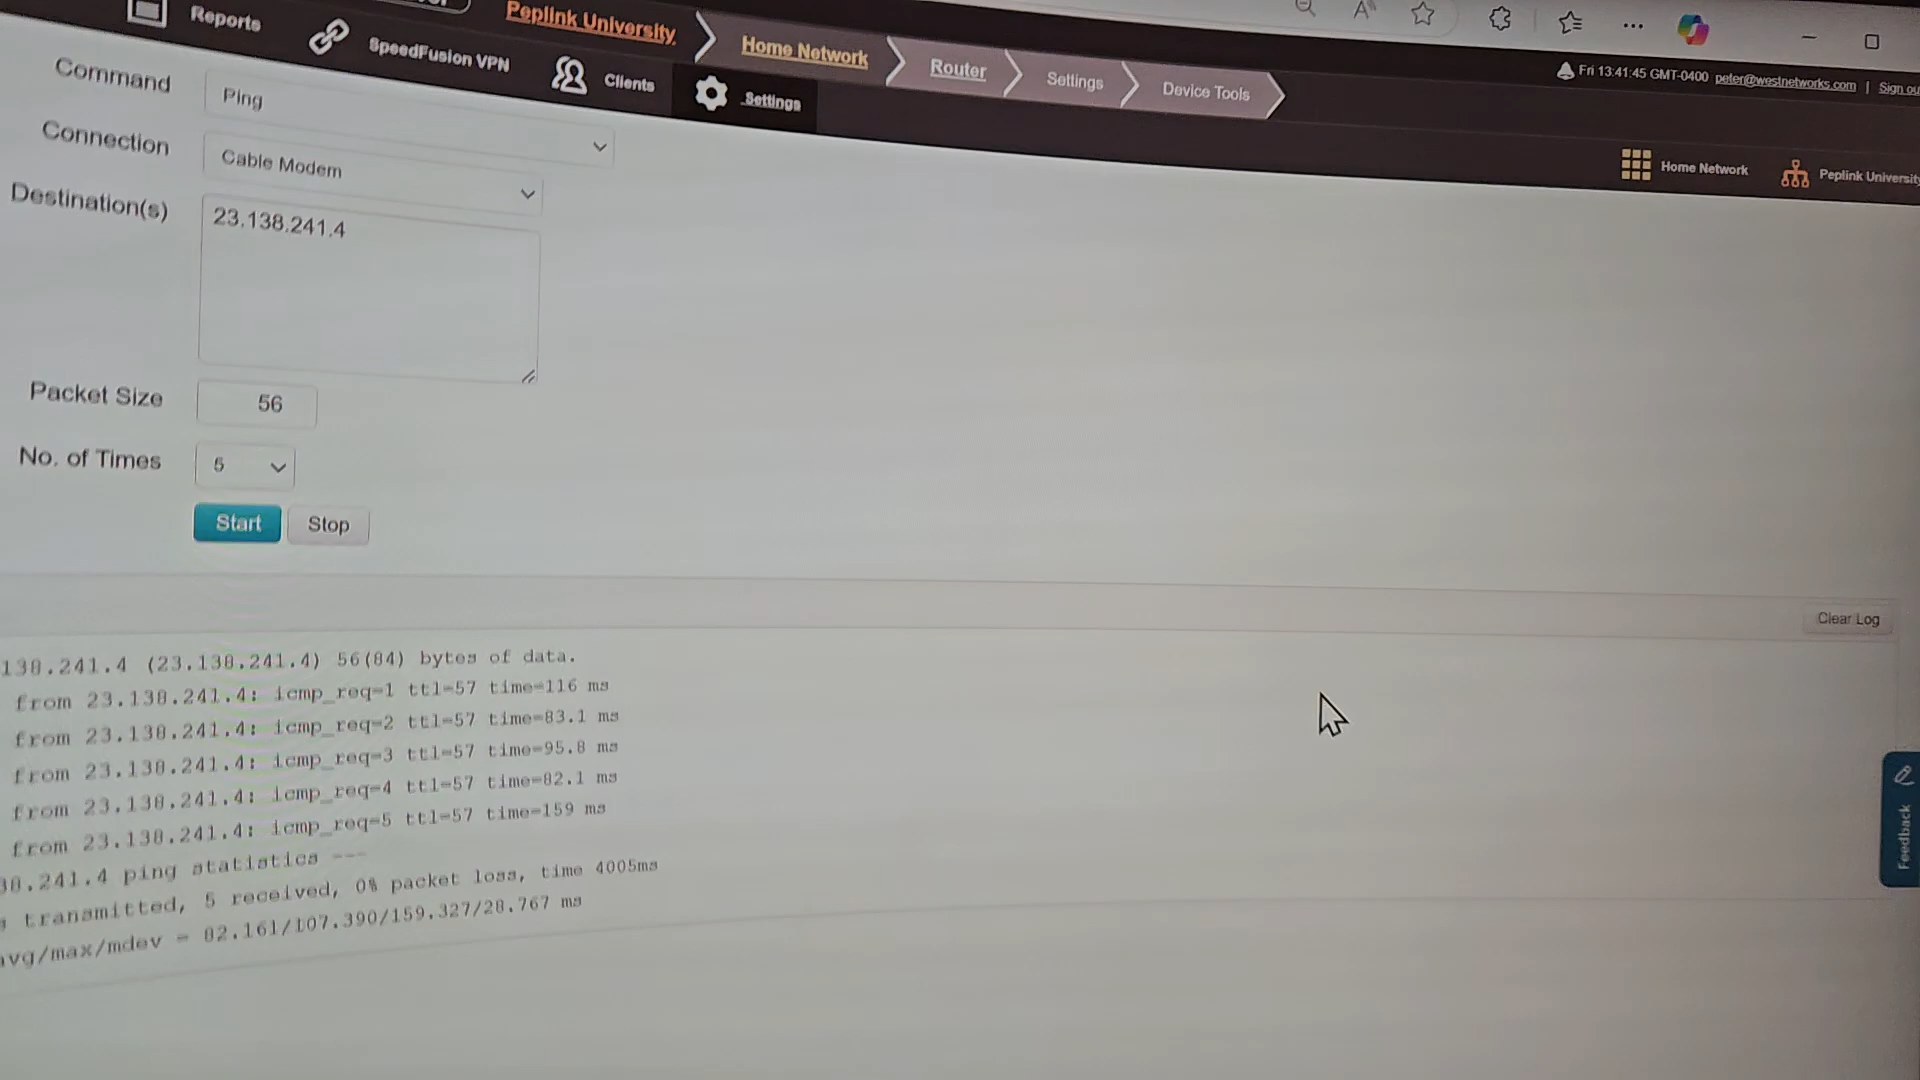 Reports
SpeedFusion VPN
Clients
Settings
Peplink University
Home Network
Router
Settings
Device Tools
Fri 13:41:45 GMT-0400 peter@westnetworks.com | Sign ou
Home Network
Peplink University
Command
Ping
Connection
Cable Modem
Destination(s)
23.138.241.4
Packet Size
56
No. of Times
5
Start
Stop
Clear Log
138.241.4 (23.138.241.4) 56(84) bytes of data.
from 23.138.241.4: icmp_req=1 ttl=57 time=116 ms
from 23.138.241.4: icmp_req=2 ttl=57 time=83.1 ms
from 23.138.241.4: icmp_req=3 ttl=57 time=95.8 ms
from 23.138.241.4: icmp_req=4 ttl=57 time=82.1 ms
from 23.138.241.4: icmp_req=5 ttl=57 time=159 ms
38.241.4 ping statistics ---
s transmitted, 5 received, 0% packet loss, time 4005ms
avg/max/mdev = 82.161/107.390/159.327/28.767 ms
Feedback